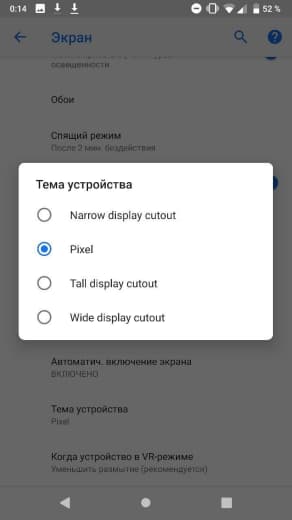 0:14
52 %
Экран
освещенности
Обои
Спящий режим
После 2 мин. бездействия
Тема устройства
Narrow display cutout
Pixel
Tall display cutout
Wide display cutout
Автоматич. включение экрана
ВКЛЮЧЕНО
Тема устройства
Pixel
Когда устройство в VR-режиме
Уменьшить размытие (рекомендуется)